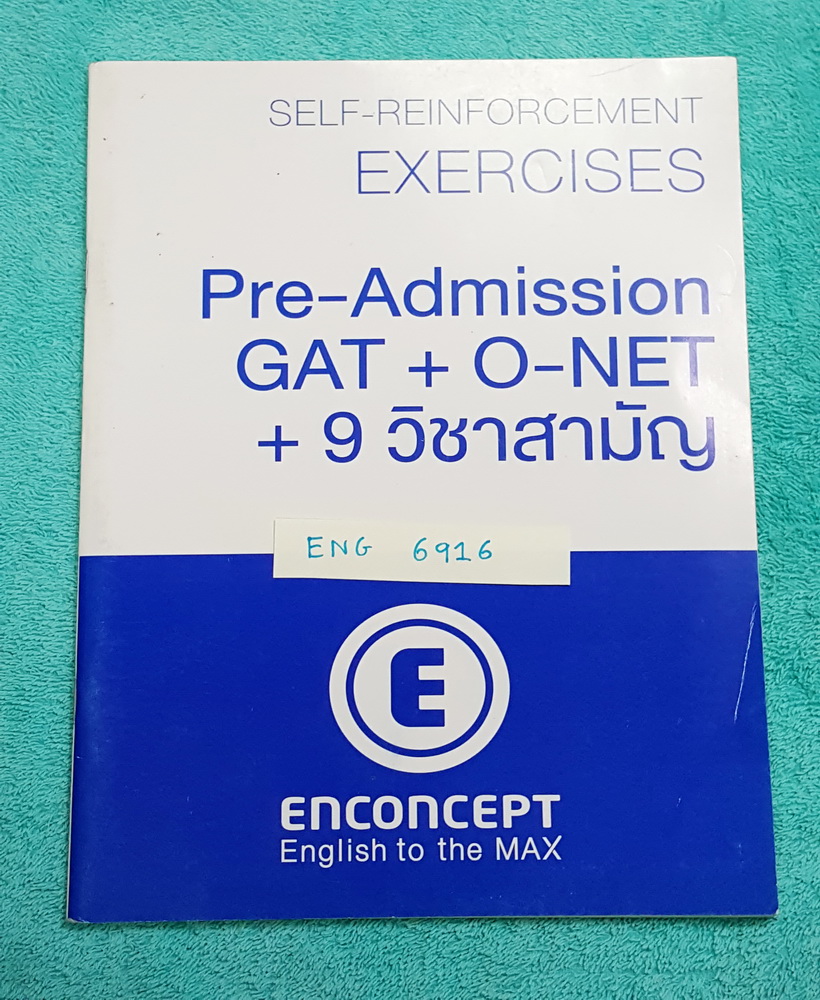 SELF-REINFORCEMENT
EXERCISES
Pre-Admission
GAT + O-NET
+ 9 วิชาสามัญ
ENG 6916
E
ENCONCEPT
English to the MAX